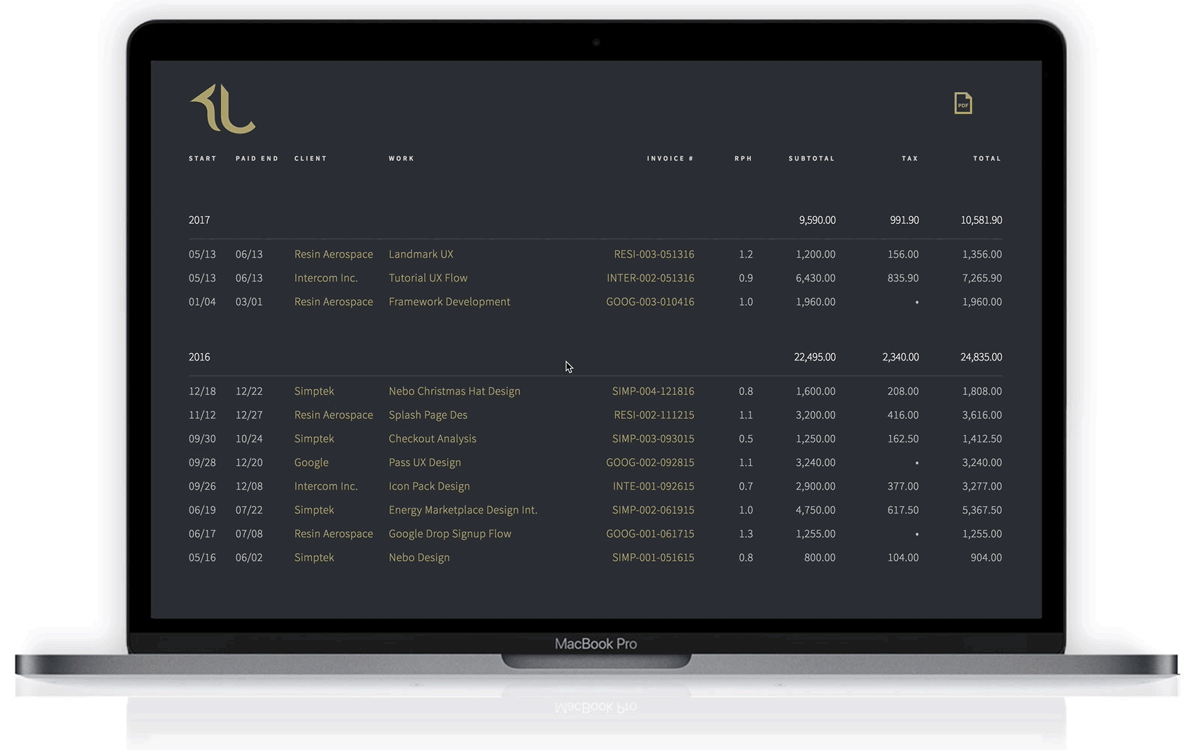 PDF
START PAID END CLIENT WORK INVOICE # RPH SUBTOTAL TAX TOTAL
2017 9,590.00 991.90 10,581.90
05/13 06/13 Resin Aerospace Landmark UX RESI-003-051316 1.2 1,200.00 156.00 1,356.00
05/13 06/13 Intercom Inc. Tutorial UX Flow INTER-002-051316 0.9 6,430.00 835.90 7,265.90
01/04 03/01 Resin Aerospace Framework Development GOOG-003-010416 1.0 1,960.00 • 1,960.00
2016 22,495.00 2,340.00 24,835.00
12/18 12/22 Simptek Nebo Christmas Hat Design SIMP-004-121816 0.8 1,600.00 208.00 1,808.00
11/12 12/27 Resin Aerospace Splash Page Des RESI-002-111215 1.1 3,200.00 416.00 3,616.00
09/30 10/24 Simptek Checkout Analysis SIMP-003-093015 0.5 1,250.00 162.50 1,412.50
09/28 12/20 Google Pass UX Design GOOG-002-092815 1.1 3,240.00 • 3,240.00
09/26 12/08 Intercom Inc. Icon Pack Design INTE-001-092615 0.7 2,900.00 377.00 3,277.00
06/19 07/22 Simptek Energy Marketplace Design Int. SIMP-002-061915 1.0 4,750.00 617.50 5,367.50
06/17 07/08 Resin Aerospace Google Drop Signup Flow GOOG-001-061715 1.3 1,255.00 • 1,255.00
05/16 06/02 Simptek Nebo Design SIMP-001-051615 0.8 800.00 104.00 904.00
MacBook Pro